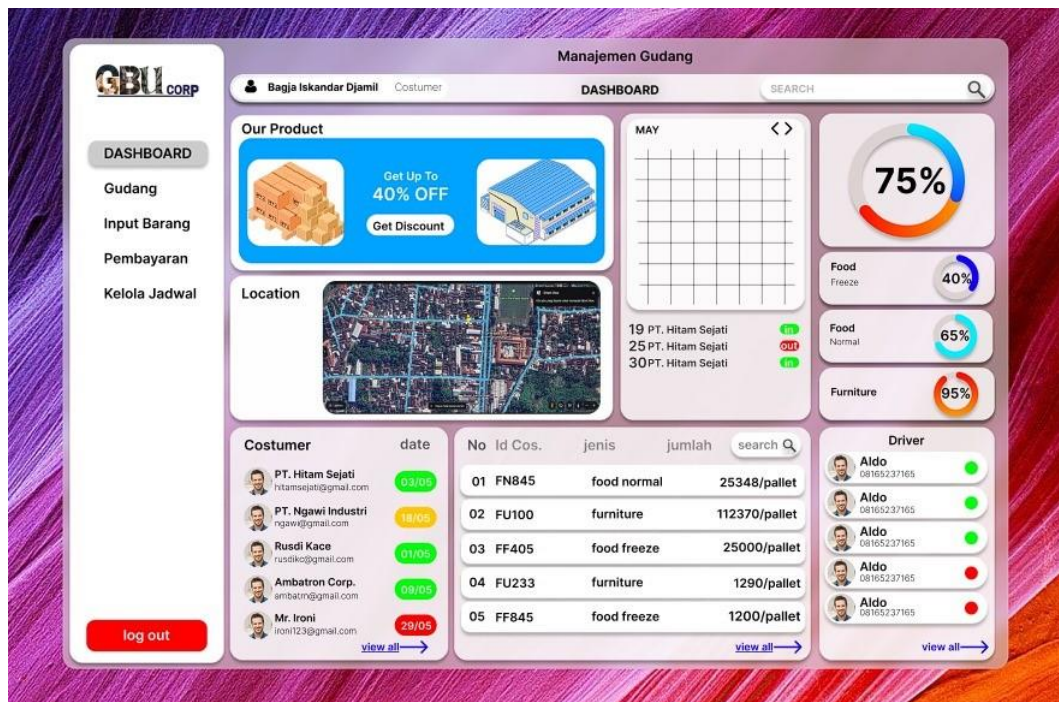 Manajemen Gudang
GBU CORP
Bagja Iskandar Djamil Costumer
DASHBOARD
SEARCH
DASHBOARD
Gudang
Input Barang
Pembayaran
Kelola Jadwal
log out
Our Product
Get Up To
40% OFF
Get Discount
Location
MAY
19 PT. Hitam Sejati in
25 PT. Hitam Sejati out
30 PT. Hitam Sejati in
75%
Food
Freeze
40%
Food
Normal
65%
Furniture
95%
Costumer date
PT. Hitam Sejati
hitamsejati@gmail.com
03/05
PT. Ngawi Industri
ngawi@gmail.com
18/05
Rusdi Kace
rusdikc@gmail.com
01/05
Ambatron Corp.
ambatrn@gmail.com
09/05
Mr. Ironi
ironi123@gmail.com
29/05
view all
No Id Cos. jenis jumlah search
01 FN845 food normal 25348/pallet
02 FU100 furniture 112370/pallet
03 FF405 food freeze 25000/pallet
04 FU233 furniture 1290/pallet
05 FF845 food freeze 1200/pallet
view all
Driver
Aldo
08165237165
Aldo
08165237165
Aldo
08165237165
Aldo
08165237165
Aldo
08165237165
view all